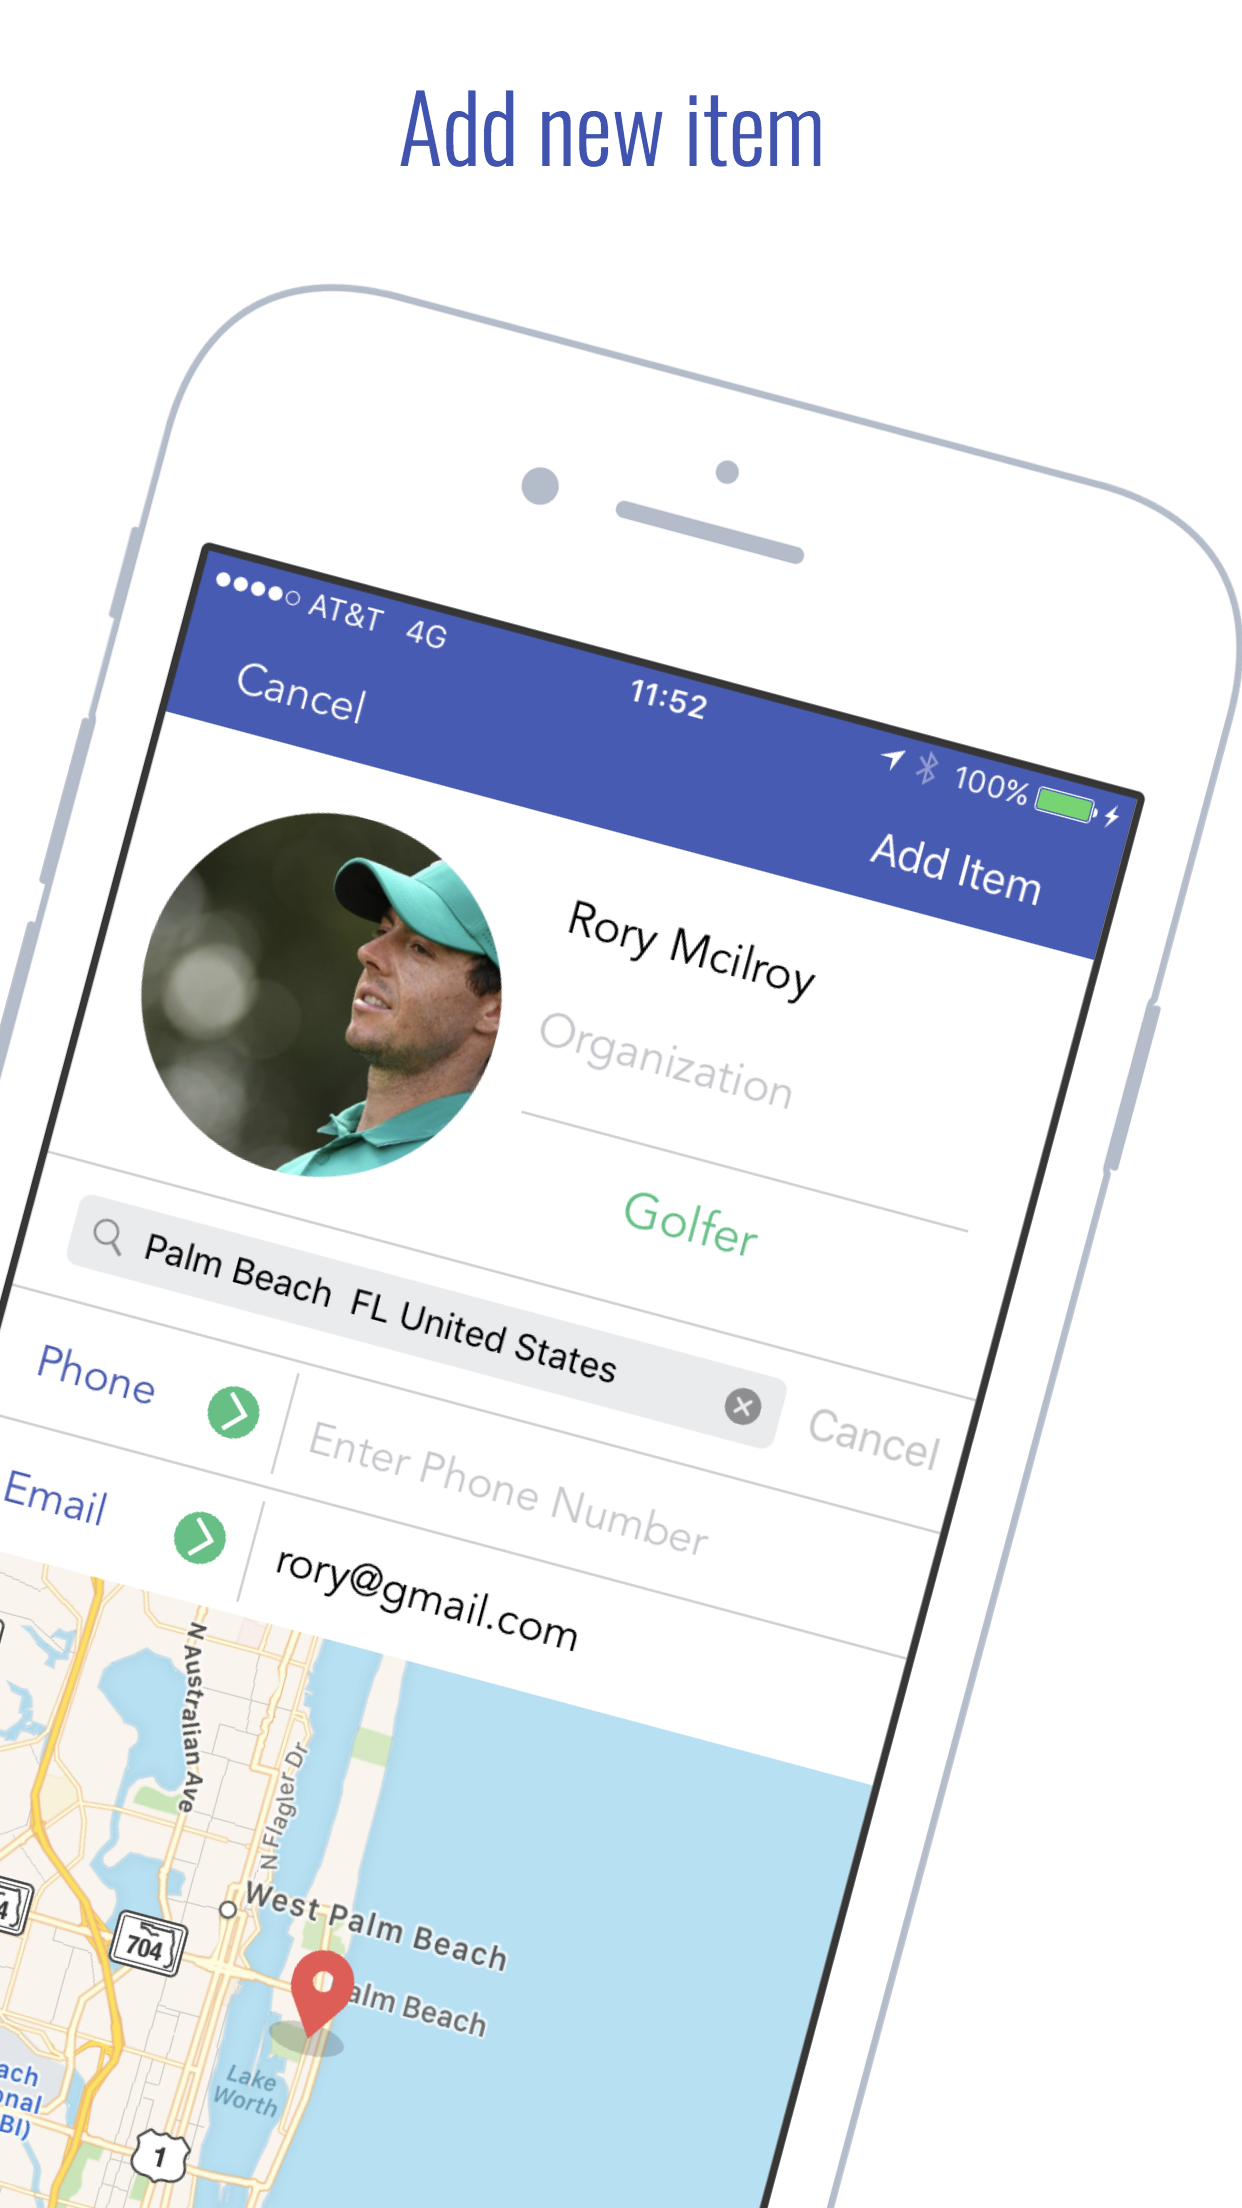 Add new item
AT&T 4G
11:52
100%
Cancel
Add Item
Rory Mcilroy
Organization
Golfer
Palm Beach FL United States
Cancel
Phone
Enter Phone Number
Email
rory@gmail.com
N Australian Ave
N Flagler Dr
West Palm Beach
704
alm Beach
Lake
Worth
ach
onal
BI)
1